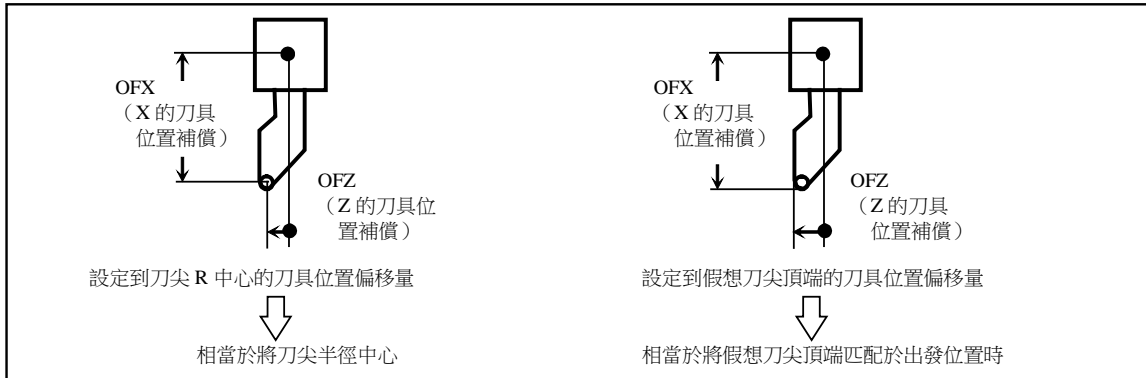 OFX
（X 的刀具
位置補償）
OFZ
（Z 的刀具位
置補償）
設定到刀尖 R 中心的刀具位置偏移量
相當於將刀尖半徑中心
OFX
（X 的刀具
位置補償）
OFZ
（Z 的刀具
位置補償）
設定到假想刀尖頂端的刀具位置偏移量
相當於將假想刀尖頂端匹配於出發位置時